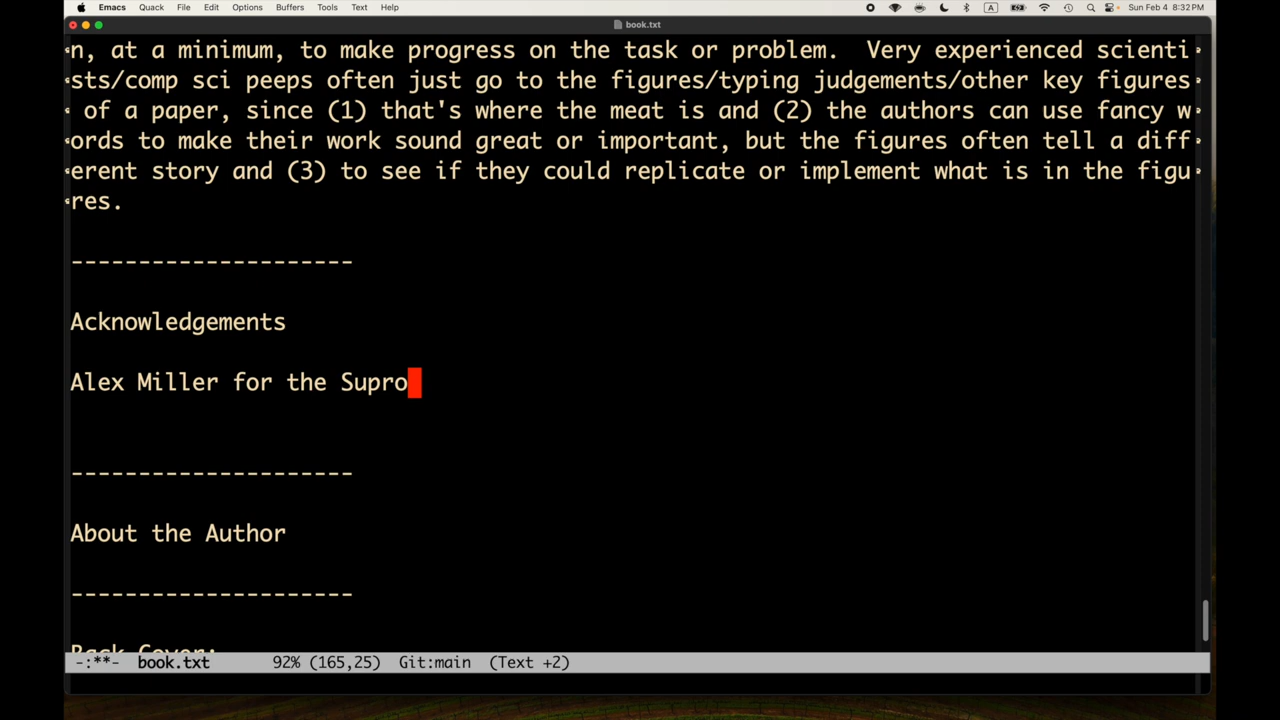 Emacs Quack File Edit Options Buffers Tools Text Help A Sun Feb 4 8:32 PM
book.txt
n, at a minimum, to make progress on the task or problem.  Very experienced scienti
sts/comp sci peeps often just go to the figures/typing judgements/other key figures
of a paper, since (1) that's where the meat is and (2) the authors can use fancy w
ords to make their work sound great or important, but the figures often tell a diff
erent story and (3) to see if they could replicate or implement what is in the figu
res.
---------------------
Acknowledgements
Alex Miller for the Supro
---------------------
About the Author
---------------------
Back Cover:
-:**-  book.txt  92% (165,25)  Git:main  (Text +2)